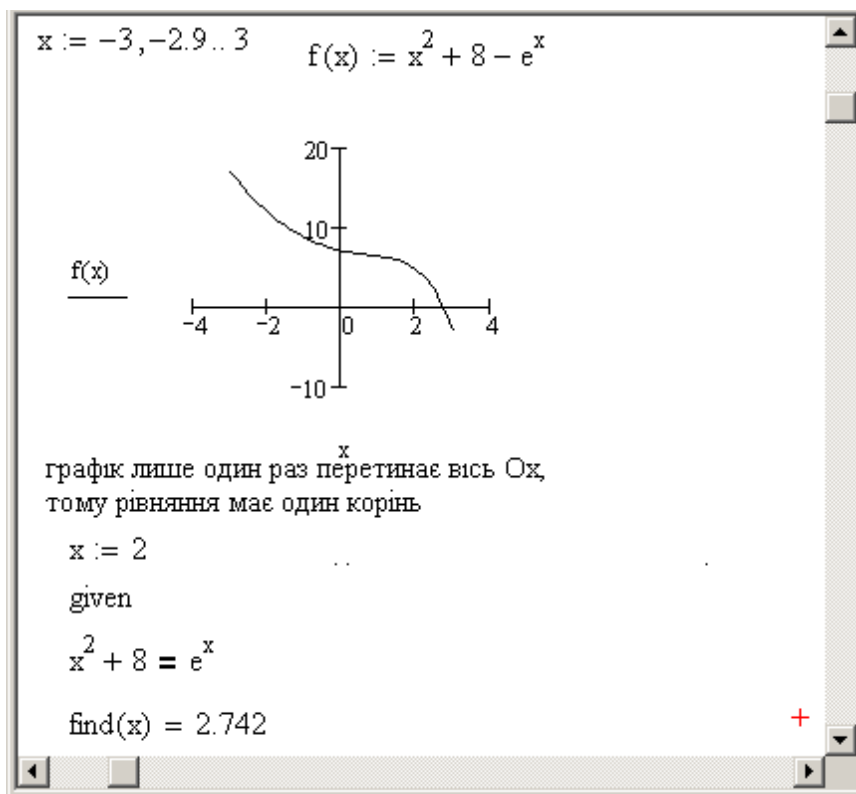 x := −3,−2.9.. 3
f(x) := x² + 8 − eˣ
20
10
f(x)
−4 −2 0 2 4
−10
x
графік лише один раз перетинає вісь Ox,
тому рівняння має один корінь
x := 2
given
x² + 8 = eˣ
find(x) = 2.742